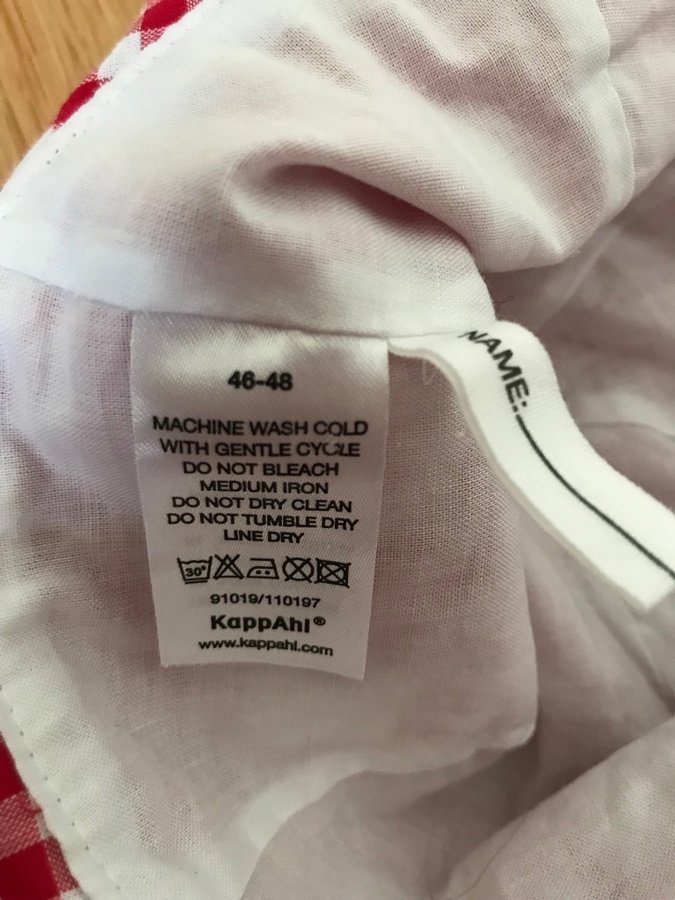 46-48
MACHINE WASH COLD
WITH GENTLE CYCLE
DO NOT BLEACH
MEDIUM IRON
DO NOT DRY CLEAN
DO NOT TUMBLE DRY
LINE DRY
30°
91019/110197
KappAhl®
www.kappahl.com
NAME: